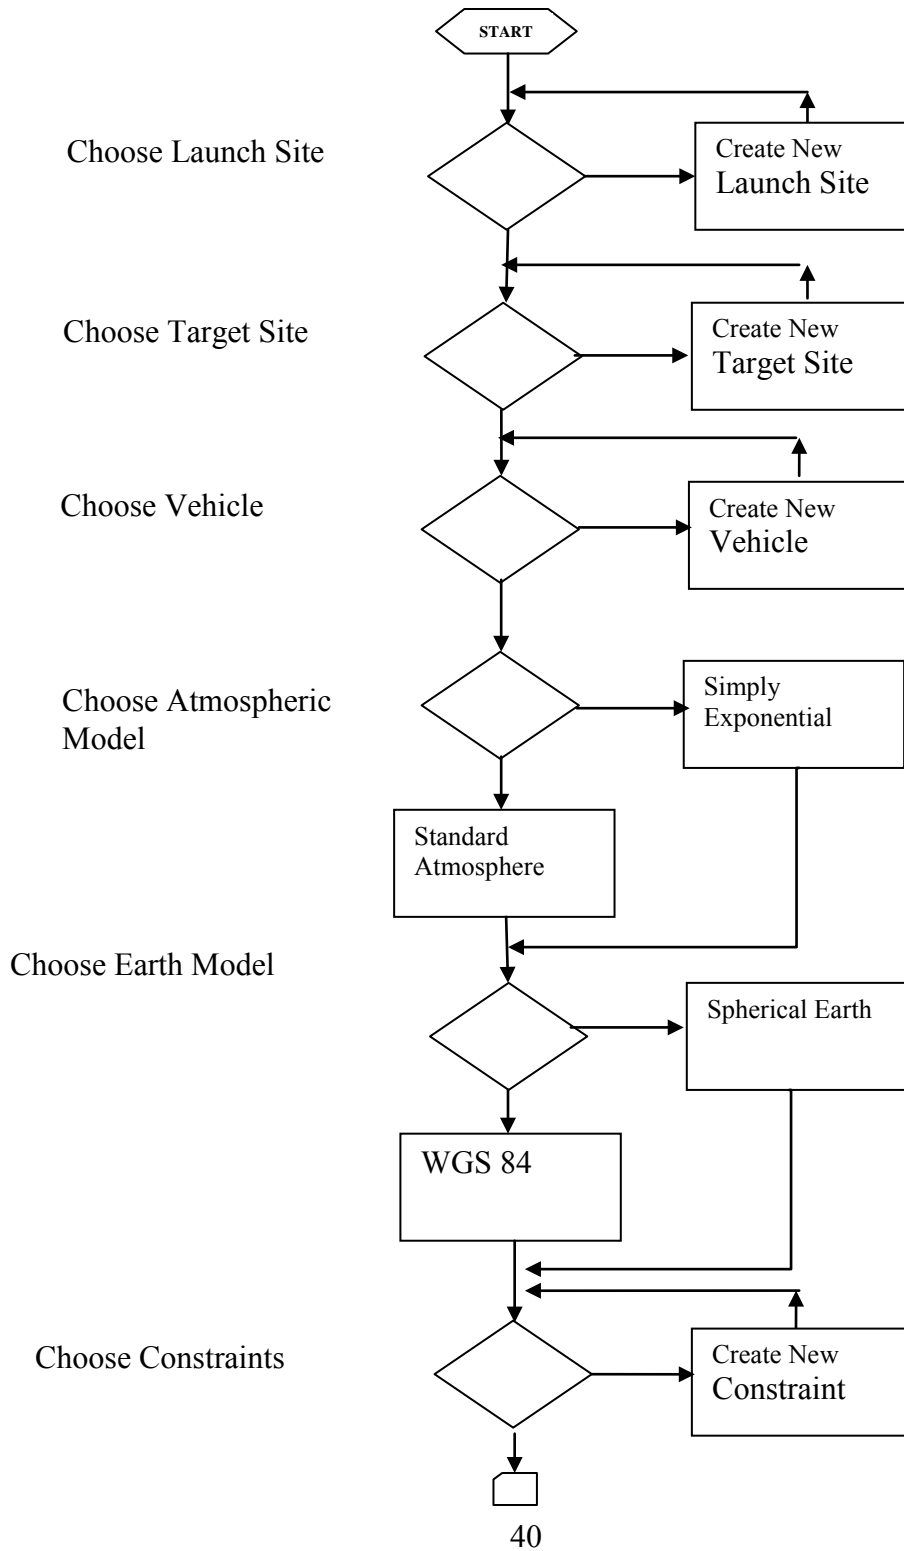 START
Choose Launch Site
Create New
Launch Site
Choose Target Site
Create New
Target Site
Choose Vehicle
Create New
Vehicle
Choose Atmospheric
Model
Simply
Exponential
Standard
Atmosphere
Choose Earth Model
Spherical Earth
WGS 84
Choose Constraints
Create New
Constraint
40